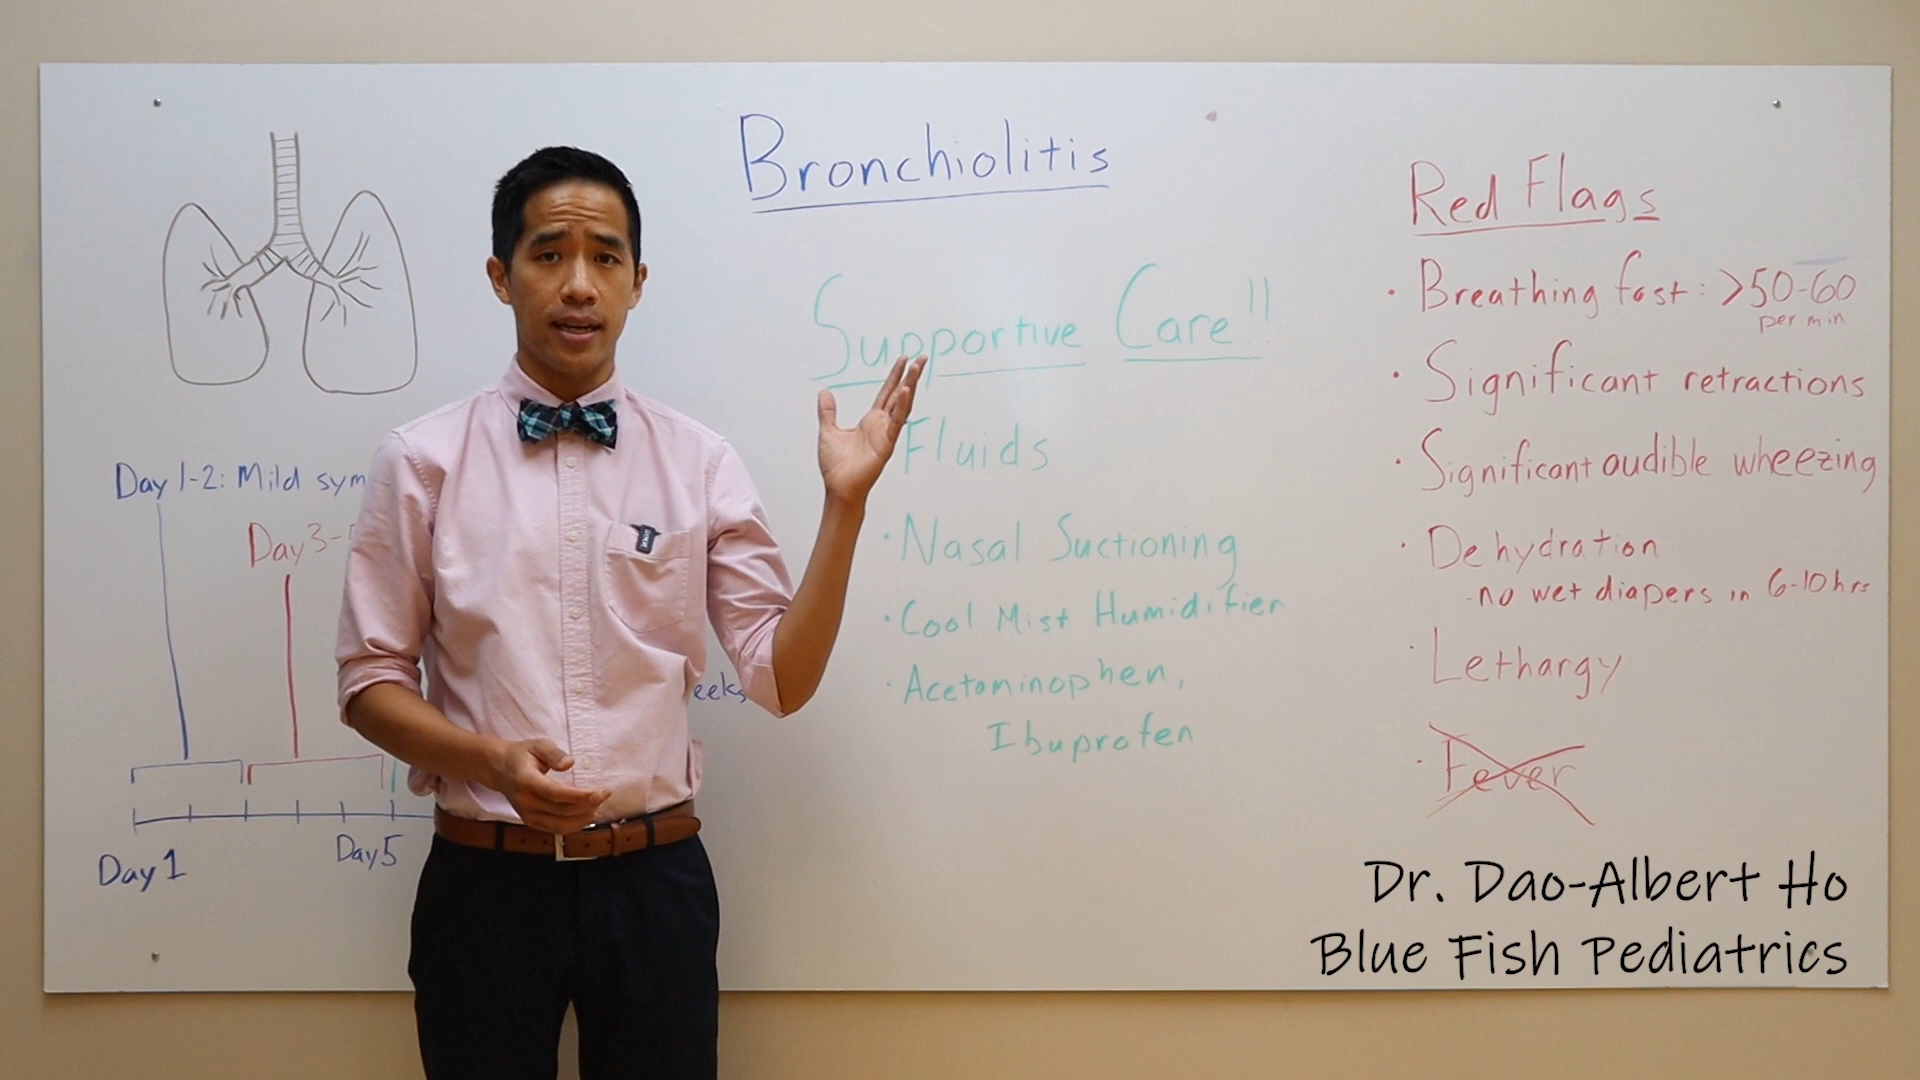 Bronchiolitis
Day 1-2: Mild sym
Day 3-
eeks
Day 1
Day 5
Supportive Care!!
Fluids
· Nasal Suctioning
· Cool Mist Humidifier
· Acetaminophen,
Ibuprofen
Red Flags
· Breathing fast: >50-60
per min
· Significant retractions
· Significant audible wheezing
· Dehydration
- no wet diapers in 6-10 hrs
· Lethargy
· Fever
Dr. Dao-Albert Ho
Blue Fish Pediatrics